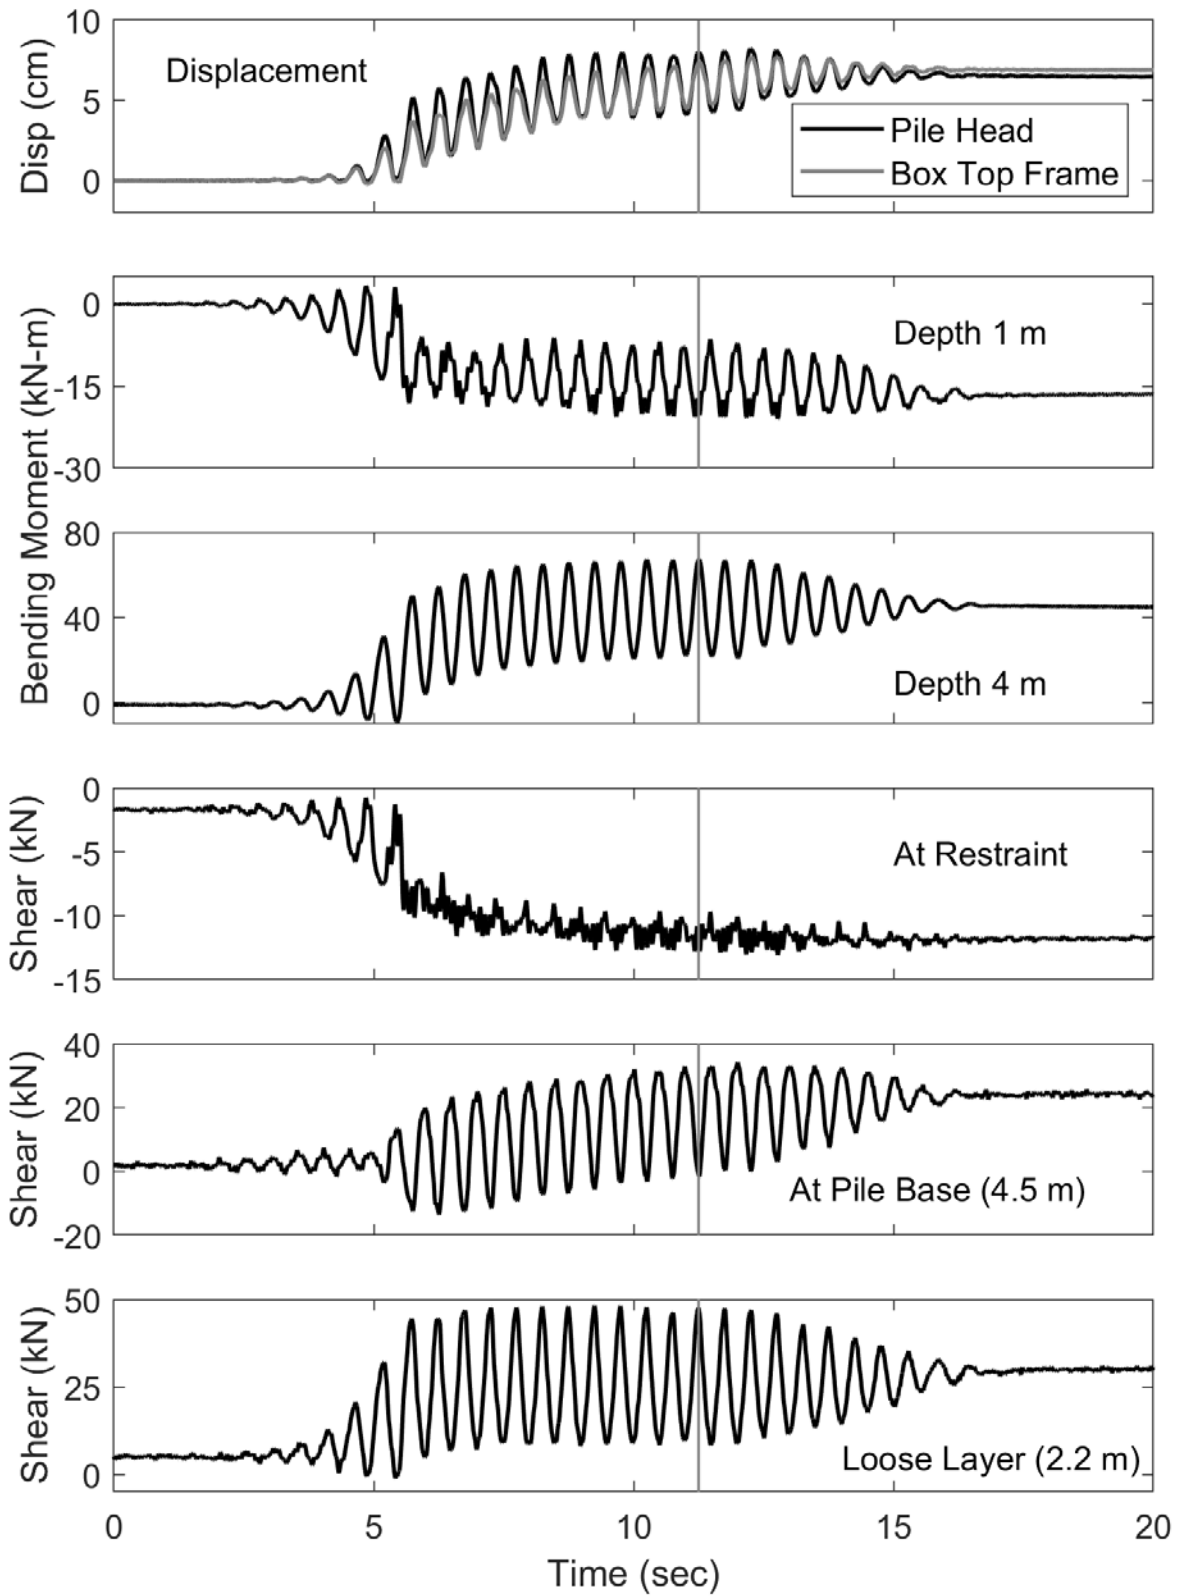 Disp (cm)
10
5
0
Displacement
Pile Head
Box Top Frame
Bending Moment (kN-m)
0
-15
-30
Depth 1 m
80
40
0
Depth 4 m
Shear (kN)
0
-5
-10
-15
At Restraint
Shear (kN)
40
20
0
-20
At Pile Base (4.5 m)
Shear (kN)
50
25
0
Loose Layer (2.2 m)
0 5 10 15 20
Time (sec)